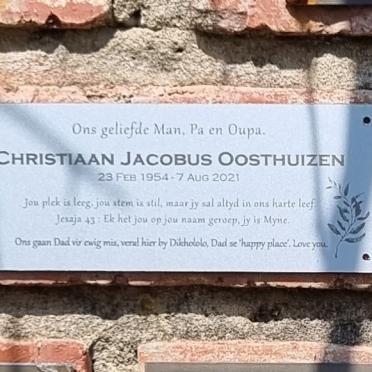 Ons geliefde Man, Pa en Oupa.
CHRISTIAAN JACOBUS OOSTHUIZEN
23 FEB 1954 - 7 AUG 2021
Jou plek is leeg, jou stem is stil, maar jy sal altyd in ons harte leef.
Jesaja 43 : Ek het jou op jou naam geroep, jy is Myne.
Ons gaan Dad vir ewig mis, veral hier by Dikhololo, Dad se 'happy place'. Love you.